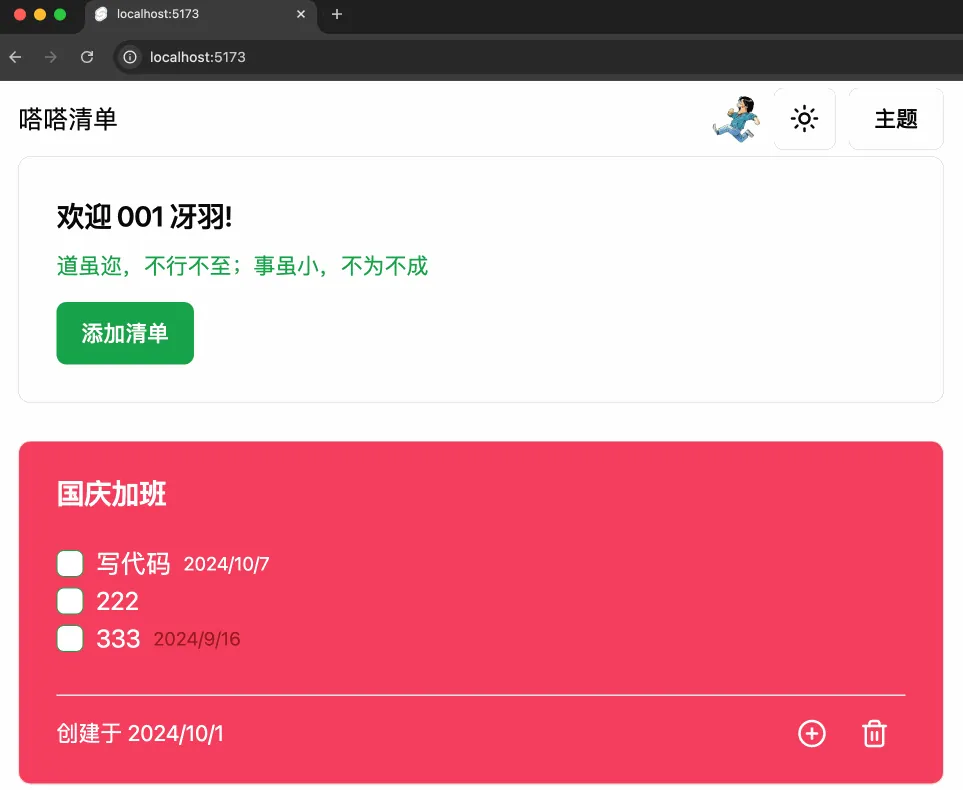 localhost:5173
localhost:5173
嗒嗒清单
主题
欢迎 001 冴羽!
道虽迩，不行不至；事虽小，不为不成
添加清单
国庆加班
写代码 2024/10/7
222
333 2024/9/16
创建于 2024/10/1